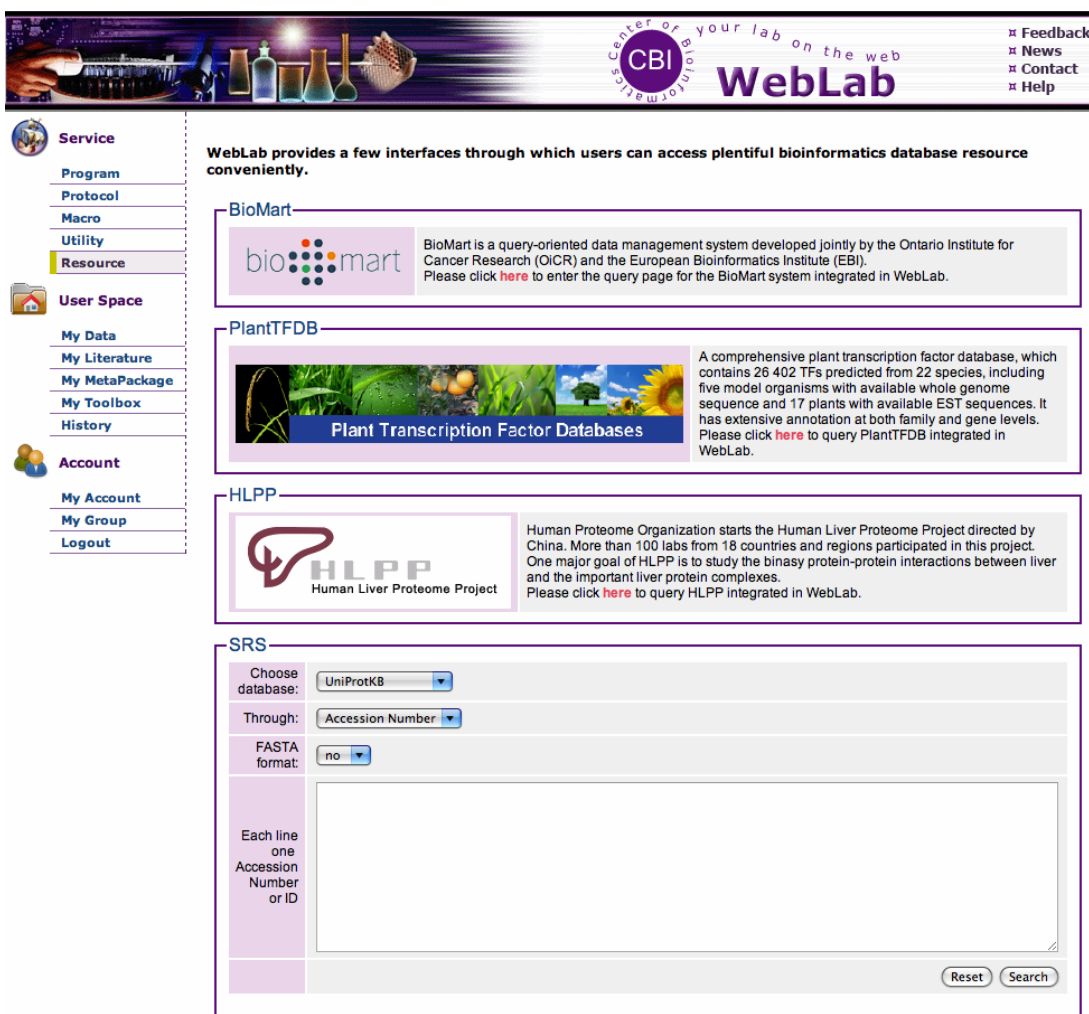 Center of Bioinformatics
CBI
your lab on the web
WebLab
Feedback
News
Contact
Help
Service
Program
Protocol
Macro
Utility
Resource
User Space
My Data
My Literature
My MetaPackage
My Toolbox
History
Account
My Account
My Group
Logout
WebLab provides a few interfaces through which users can access plentiful bioinformatics database resource
conveniently.
BioMart
bio mart
BioMart is a query-oriented data management system developed jointly by the Ontario Institute for
Cancer Research (OiCR) and the European Bioinformatics Institute (EBI).
Please click here to enter the query page for the BioMart system integrated in WebLab.
PlantTFDB
Plant Transcription Factor Databases
A comprehensive plant transcription factor database, which
contains 26 402 TFs predicted from 22 species, including
five model organisms with available whole genome
sequence and 17 plants with available EST sequences. It
has extensive annotation at both family and gene levels.
Please click here to query PlantTFDB integrated in
WebLab.
HLPP
HLPP
Human Liver Proteome Project
Human Proteome Organization starts the Human Liver Proteome Project directed by
China. More than 100 labs from 18 countries and regions participated in this project.
One major goal of HLPP is to study the binasy protein-protein interactions between liver
and the important liver protein complexes.
Please click here to query HLPP integrated in WebLab.
SRS
Choose
database:
UniProtKB
Through:
Accession Number
FASTA
format:
no
Each line
one
Accession
Number
or ID
Reset
Search